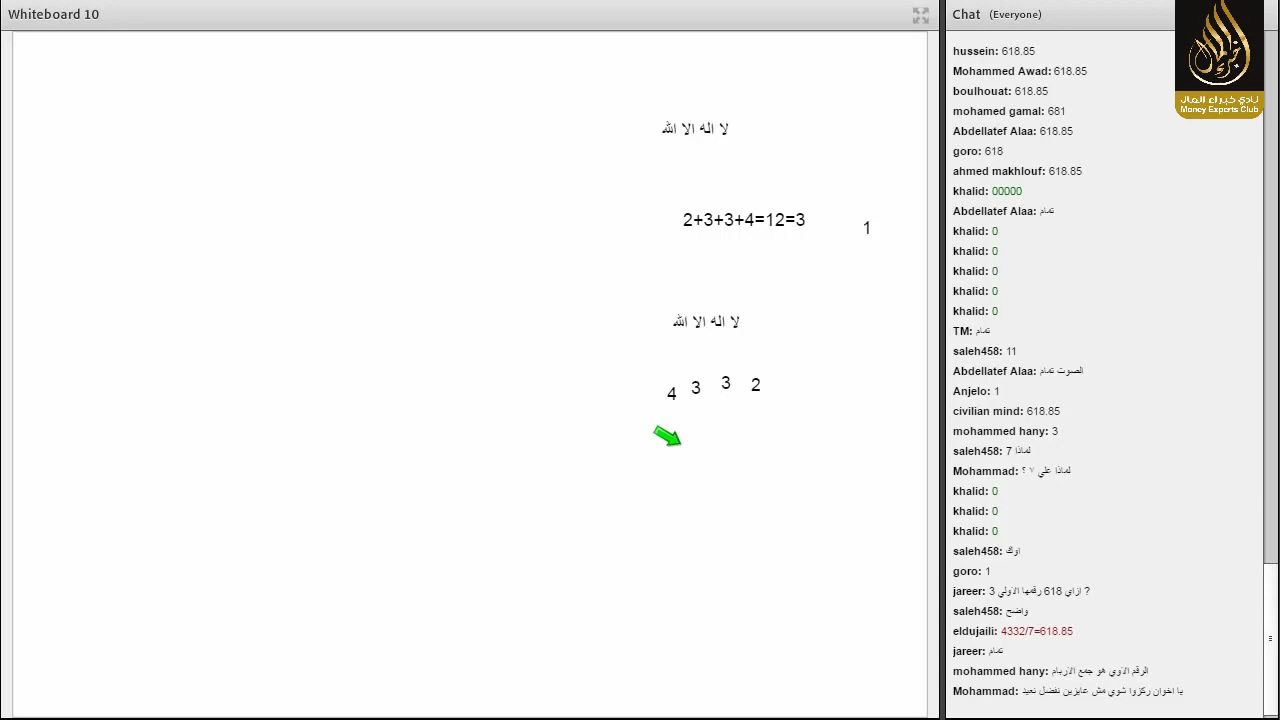 Whiteboard 10
لا اله الا الله
2+3+3+4=12=3
1
لا اله الا الله
4 3 3 2
Chat (Everyone)
نادي خبراء المال
Money Experts Club
hussein: 618.85
Mohammed Awad: 618.85
boulhouat: 618.85
mohamed gamal: 681
Abdellatef Alaa: 618.85
goro: 618
ahmed makhlouf: 618.85
khalid: 00000
Abdellatef Alaa: تمام
khalid: 0
khalid: 0
khalid: 0
khalid: 0
khalid: 0
TM: تمام
saleh458: 11
Abdellatef Alaa: الصوت تمام
Anjelo: 1
civilian mind: 618.85
mohammed hany: 3
saleh458: لماذا 7
Mohammad: لماذا علي ٧ ؟
khalid: 0
khalid: 0
khalid: 0
saleh458: اوك
goro: 1
jareer: 3 ازاي 618 رقمها الاولي ?
saleh458: واضح
eldujaili: 4332/7=618.85
jareer: تمام
mohammed hany: الرقم الاوي هو جمع الاربام
Mohammad: يا اخوان ركزوا شوي مش عايزين نفضل نعيد